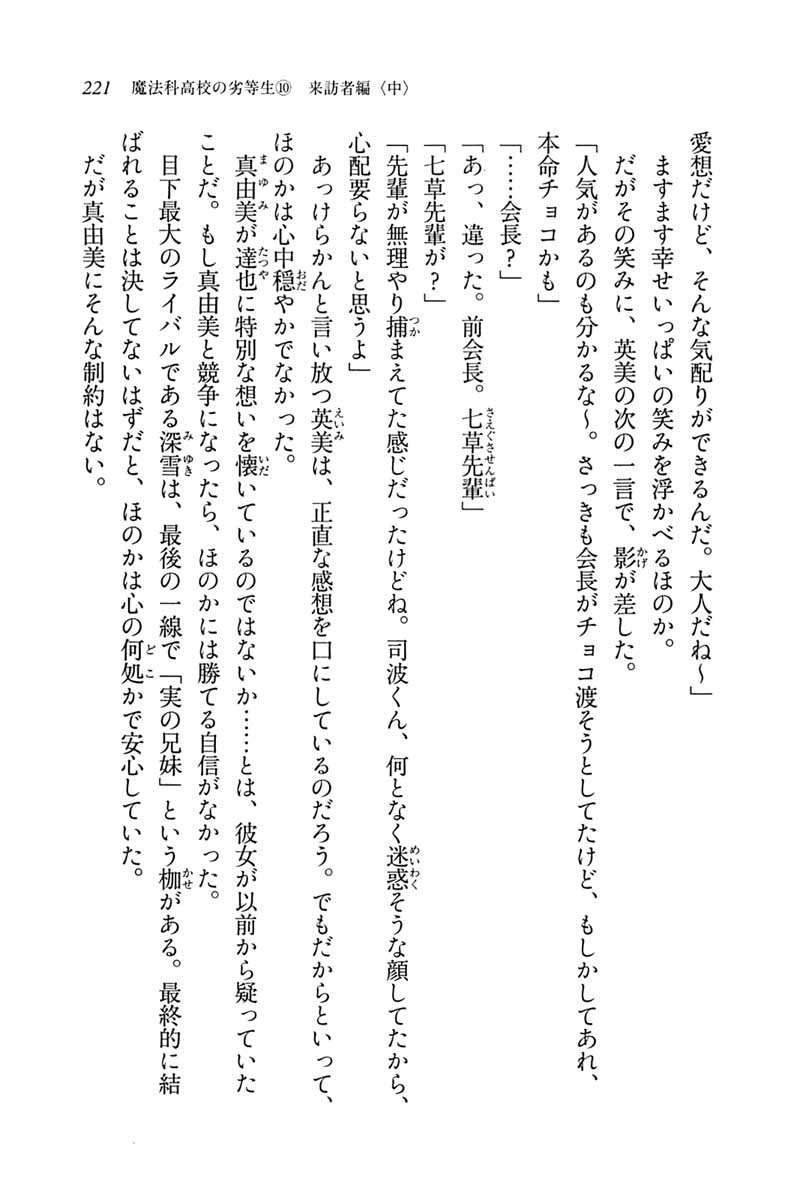 221 魔法科高校の劣等生⑩ 来訪者編〈中〉
愛想だけど、そんな気配りができるんだ。大人だね～」
ますます幸せいっぱいの笑みを浮かべるほのか。
だがその笑みに、英美の次の一言で、影が差した。
「人気があるのも分かるな～。さっきも会長がチョコ渡そうとしてたけど、もしかしてあれ、
本命チョコかも」
「……会長？」
「あっ、違った。前会長。七草先輩」
「七草先輩が？」
「先輩が無理やり捕まえてた感じだったけどね。司波くん、何となく迷惑そうな顔してたから、
心配要らないと思うよ」
あっけらかんと言い放つ英美は、正直な感想を口にしているのだろう。でもだからといって、
ほのかは心中穏やかでなかった。
真由美が達也に特別な想いを懐いているのではないか……とは、彼女が以前から疑っていた
ことだ。もし真由美と競争になったら、ほのかには勝てる自信がなかった。
目下最大のライバルである深雪は、最後の一線で「実の兄妹」という枷がある。最終的に結
ばれることは決してないはずだと、ほのかは心の何処かで安心していた。
だが真由美にそんな制約はない。